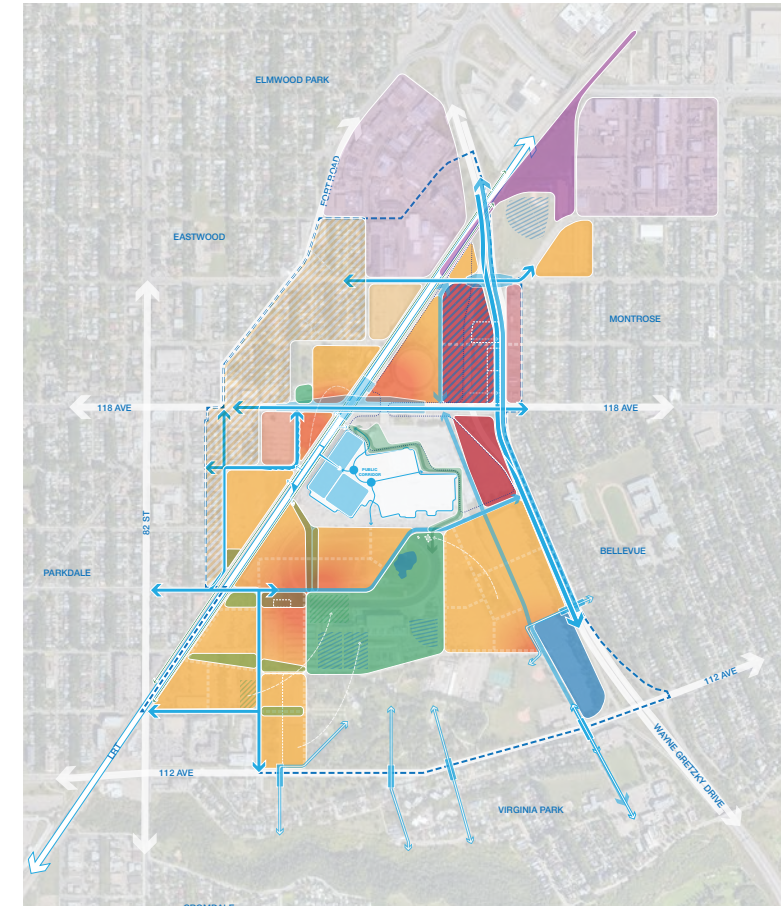 ELMWOOD PARK
FORT ROAD
EASTWOOD
MONTROSE
118 AVE
118 AVE
PUBLIC
CORRIDOR
82 ST
BELLEVUE
PARKDALE
112 AVE
LRT
112 AVE
WAYNE GRETZKY DRIVE
VIRGINIA PARK